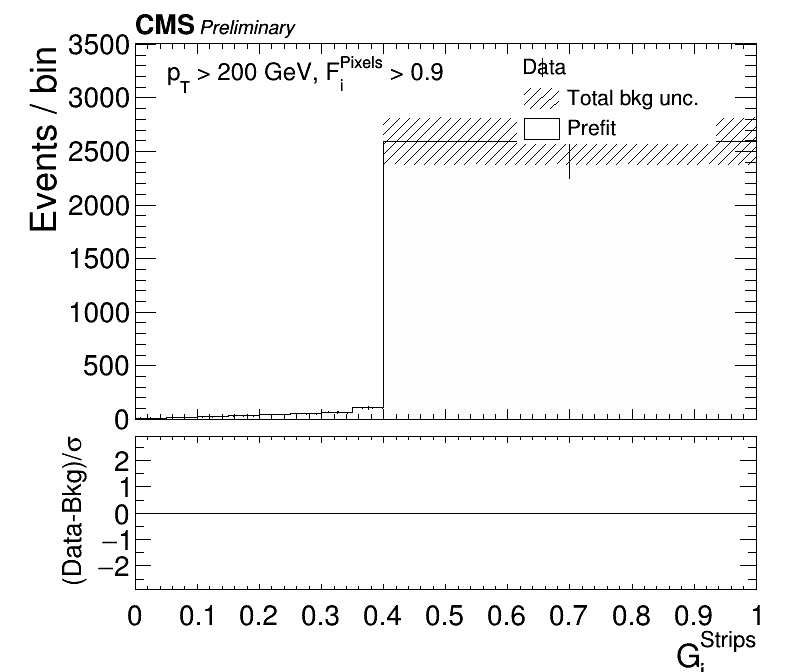 CMS Preliminary
p_T > 200 GeV, F_i^Pixels > 0.9
Data
Total bkg unc.
Prefit
Events / bin
3500
3000
2500
2000
1500
1000
500
0
(Data-Bkg)/σ
2
1
0
−1
−2
0 0.1 0.2 0.3 0.4 0.5 0.6 0.7 0.8 0.9 1
G_i^Strips